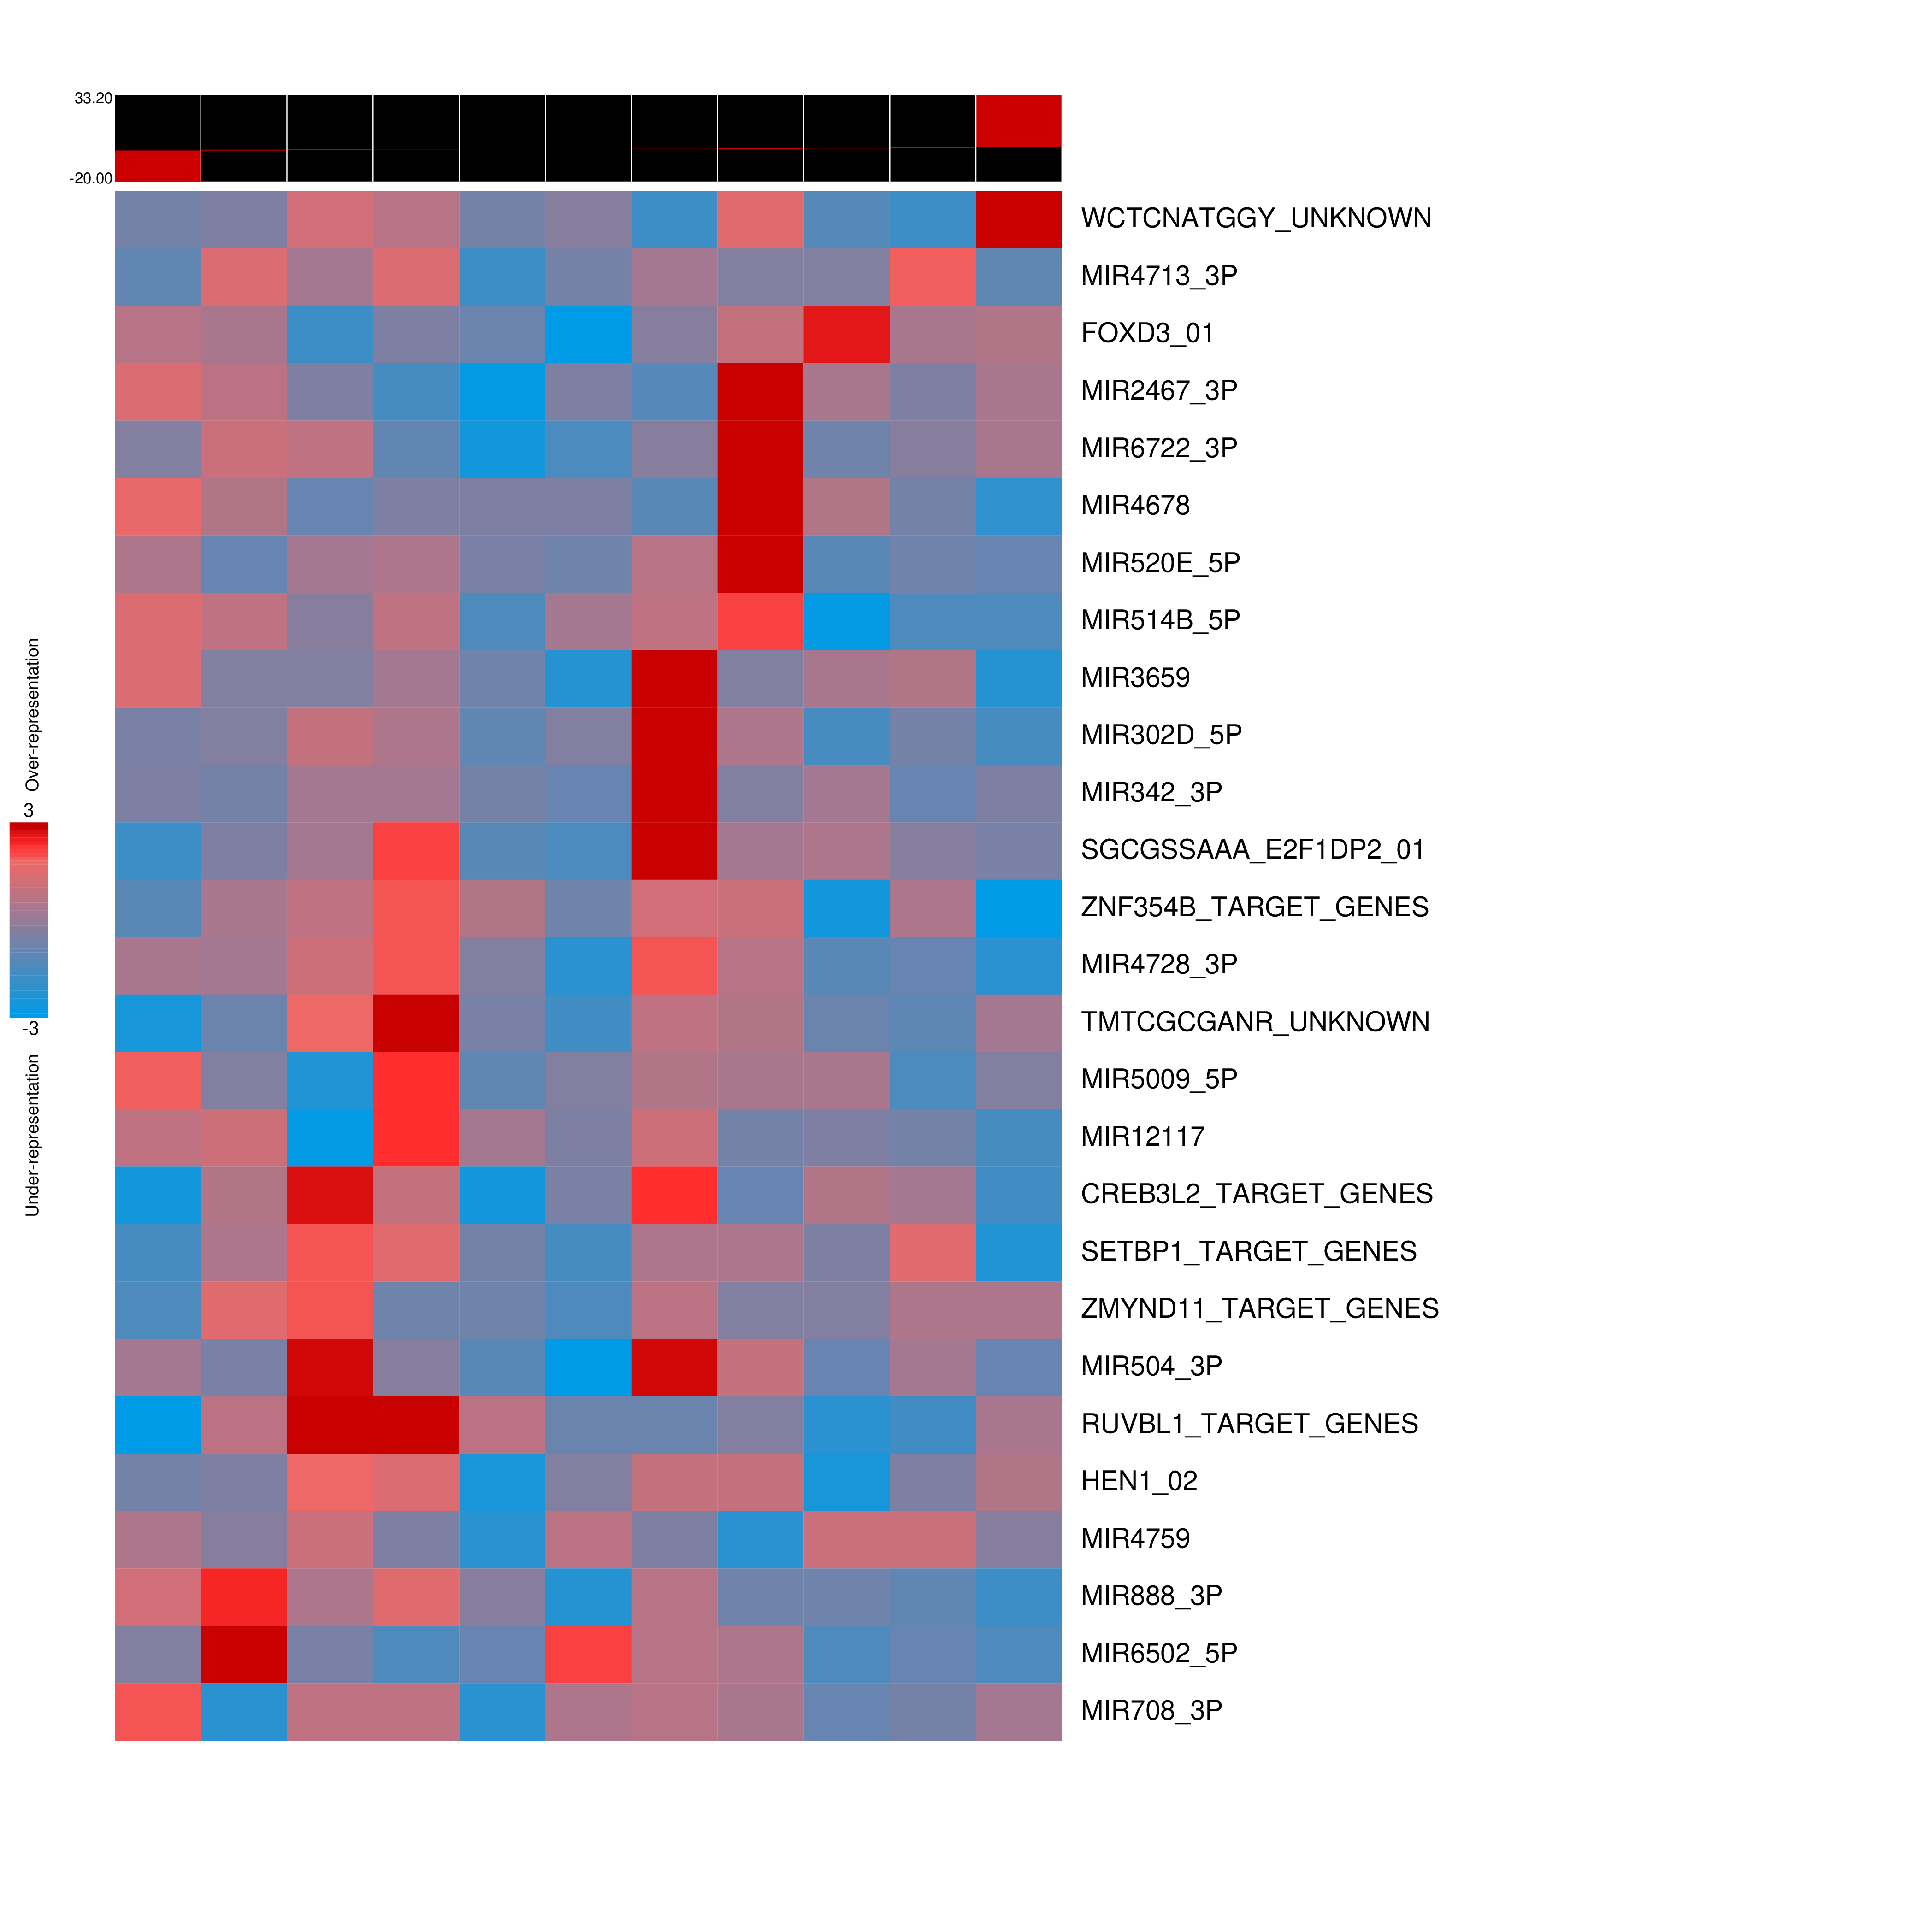 33.20
-20.00
WCTCNATGGY_UNKNOWN
MIR4713_3P
FOXD3_01
MIR2467_3P
MIR6722_3P
MIR4678
MIR520E_5P
MIR514B_5P
MIR3659
MIR302D_5P
MIR342_3P
SGCGSSAAA_E2F1DP2_01
ZNF354B_TARGET_GENES
MIR4728_3P
TMTCGCGANR_UNKNOWN
MIR5009_5P
MIR12117
CREB3L2_TARGET_GENES
SETBP1_TARGET_GENES
ZMYND11_TARGET_GENES
MIR504_3P
RUVBL1_TARGET_GENES
HEN1_02
MIR4759
MIR888_3P
MIR6502_5P
MIR708_3P
Over-representation
3
-3
Under-representation